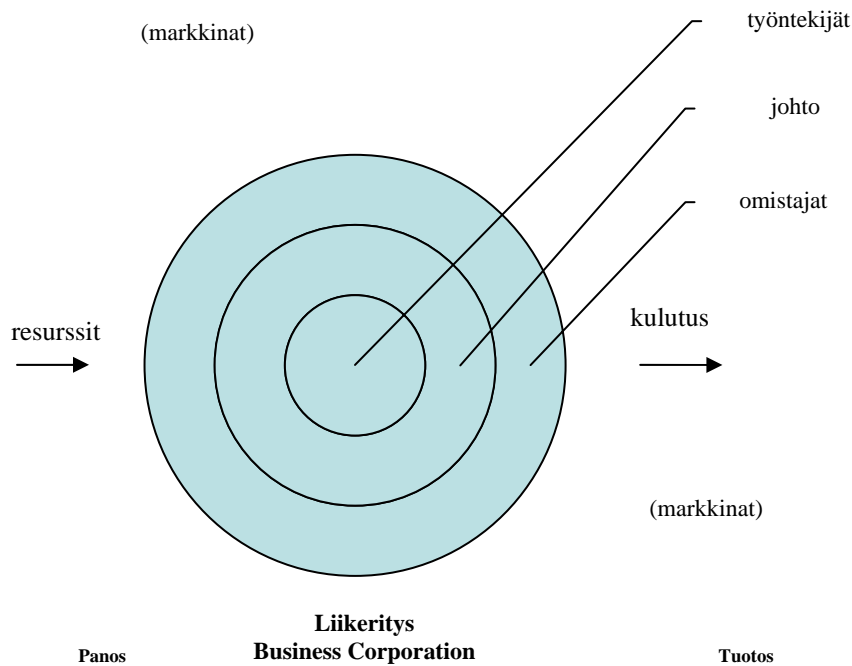 (markkinat)
työntekijät
johto
omistajat
resurssit
kulutus
(markkinat)
Liikeritys
Business Corporation
Panos
Tuotos